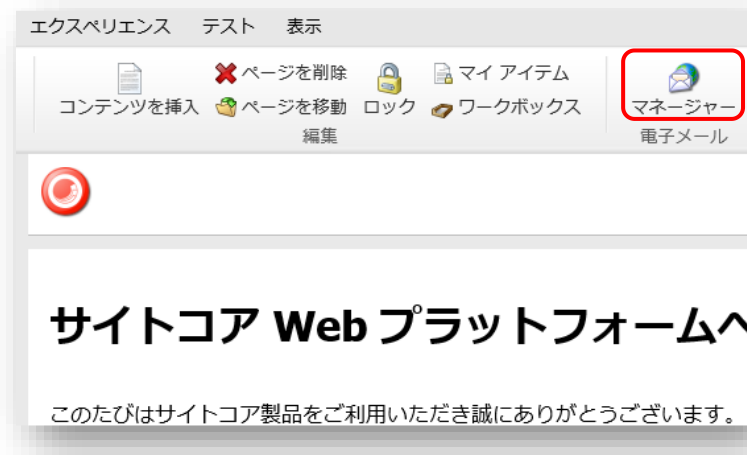 エクスペリエンス テスト 表示
ページを削除 マイ アイテム
コンテンツを挿入 ページを移動 ロック ワークボックス マネージャー
編集 電子メール
サイトコア Web プラットフォームへ
このたびはサイトコア製品をご利用いただき誠にありがとうございます。